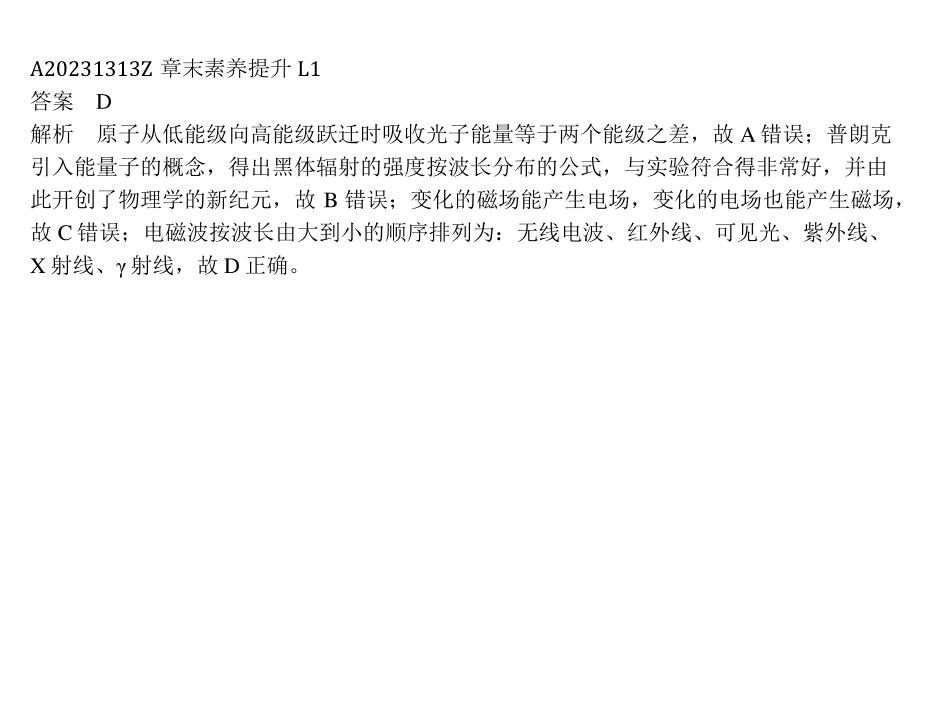 A20231313Z 章末素养提升 L1
答案 D
解析 原子从低能级向高能级跃迁时吸收光子能量等于两个能级之差，故 A 错误；普朗克
引入能量子的概念，得出黑体辐射的强度按波长分布的公式，与实验符合得非常好，并由
此开创了物理学的新纪元，故 B 错误；变化的磁场能产生电场，变化的电场也能产生磁场，
故 C 错误；电磁波按波长由大到小的顺序排列为：无线电波、红外线、可见光、紫外线、
X 射线、γ 射线，故 D 正确。